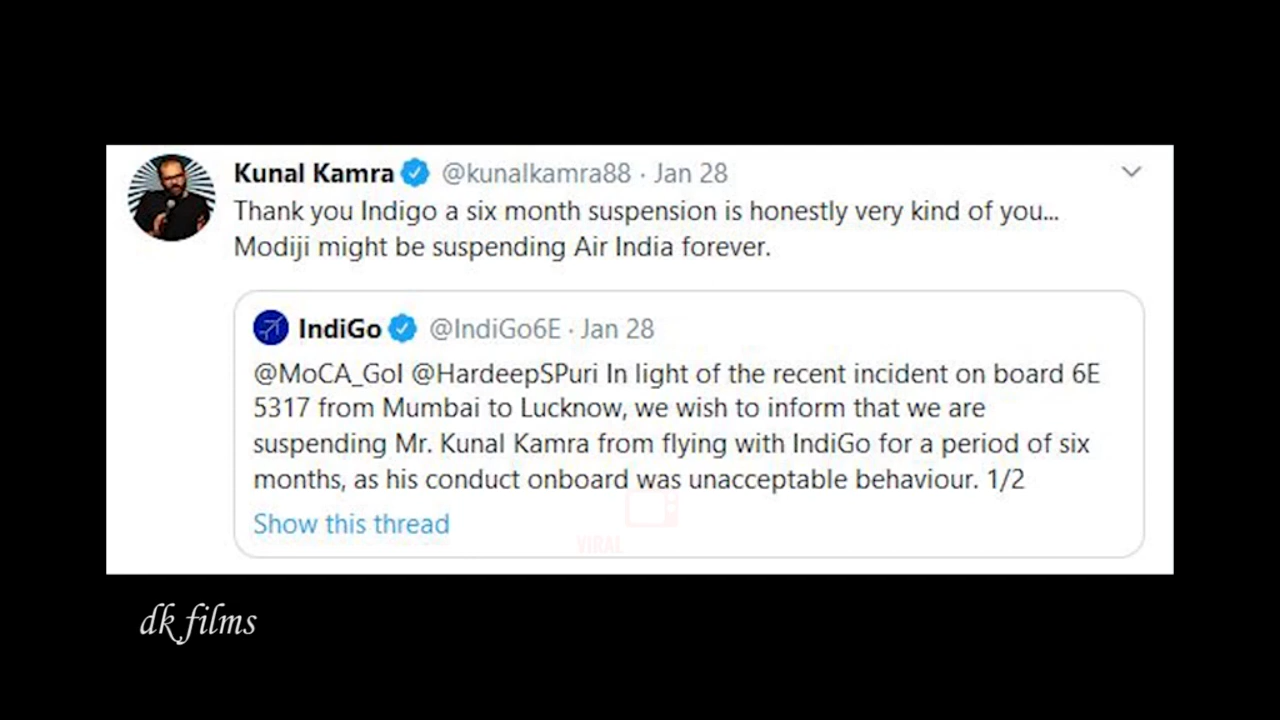 Kunal Kamra @kunalkamra88 · Jan 28
Thank you Indigo a six month suspension is honestly very kind of you...
Modiji might be suspending Air India forever.
IndiGo @IndiGo6E · Jan 28
@MoCA_GoI @HardeepSPuri In light of the recent incident on board 6E
5317 from Mumbai to Lucknow, we wish to inform that we are
suspending Mr. Kunal Kamra from flying with IndiGo for a period of six
months, as his conduct onboard was unacceptable behaviour. 1/2
Show this thread
VIRAL
dk films